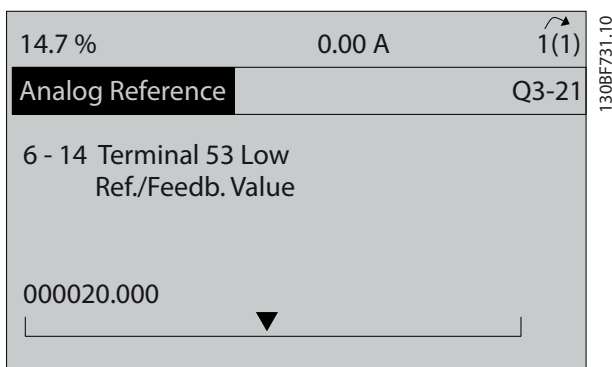 14.7 % 0.00 A 1(1)
Analog Reference Q3-21
6 - 14 Terminal 53 Low
Ref./Feedb. Value
000020.000
130BF731.10